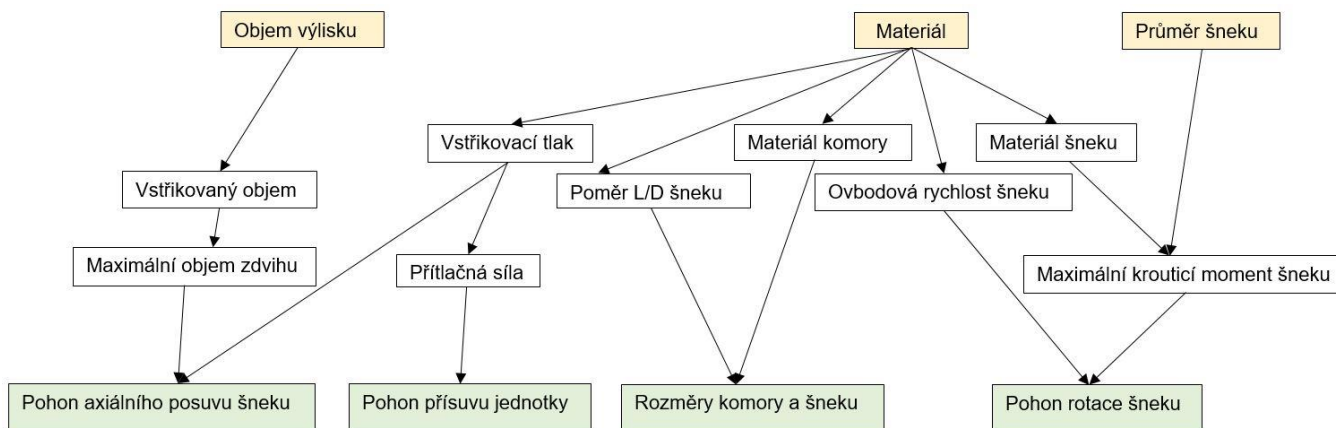 Objem výlisku
Materiál
Průměr šneku
Vstřikovací tlak
Materiál komory
Materiál šneku
Vstřikovaný objem
Poměr L/D šneku
Ovbodová rychlost šneku
Maximální objem zdvihu
Přítlačná síla
Maximální krouticí moment šneku
Pohon axiálního posuvu šneku
Pohon přísuvu jednotky
Rozměry komory a šneku
Pohon rotace šneku